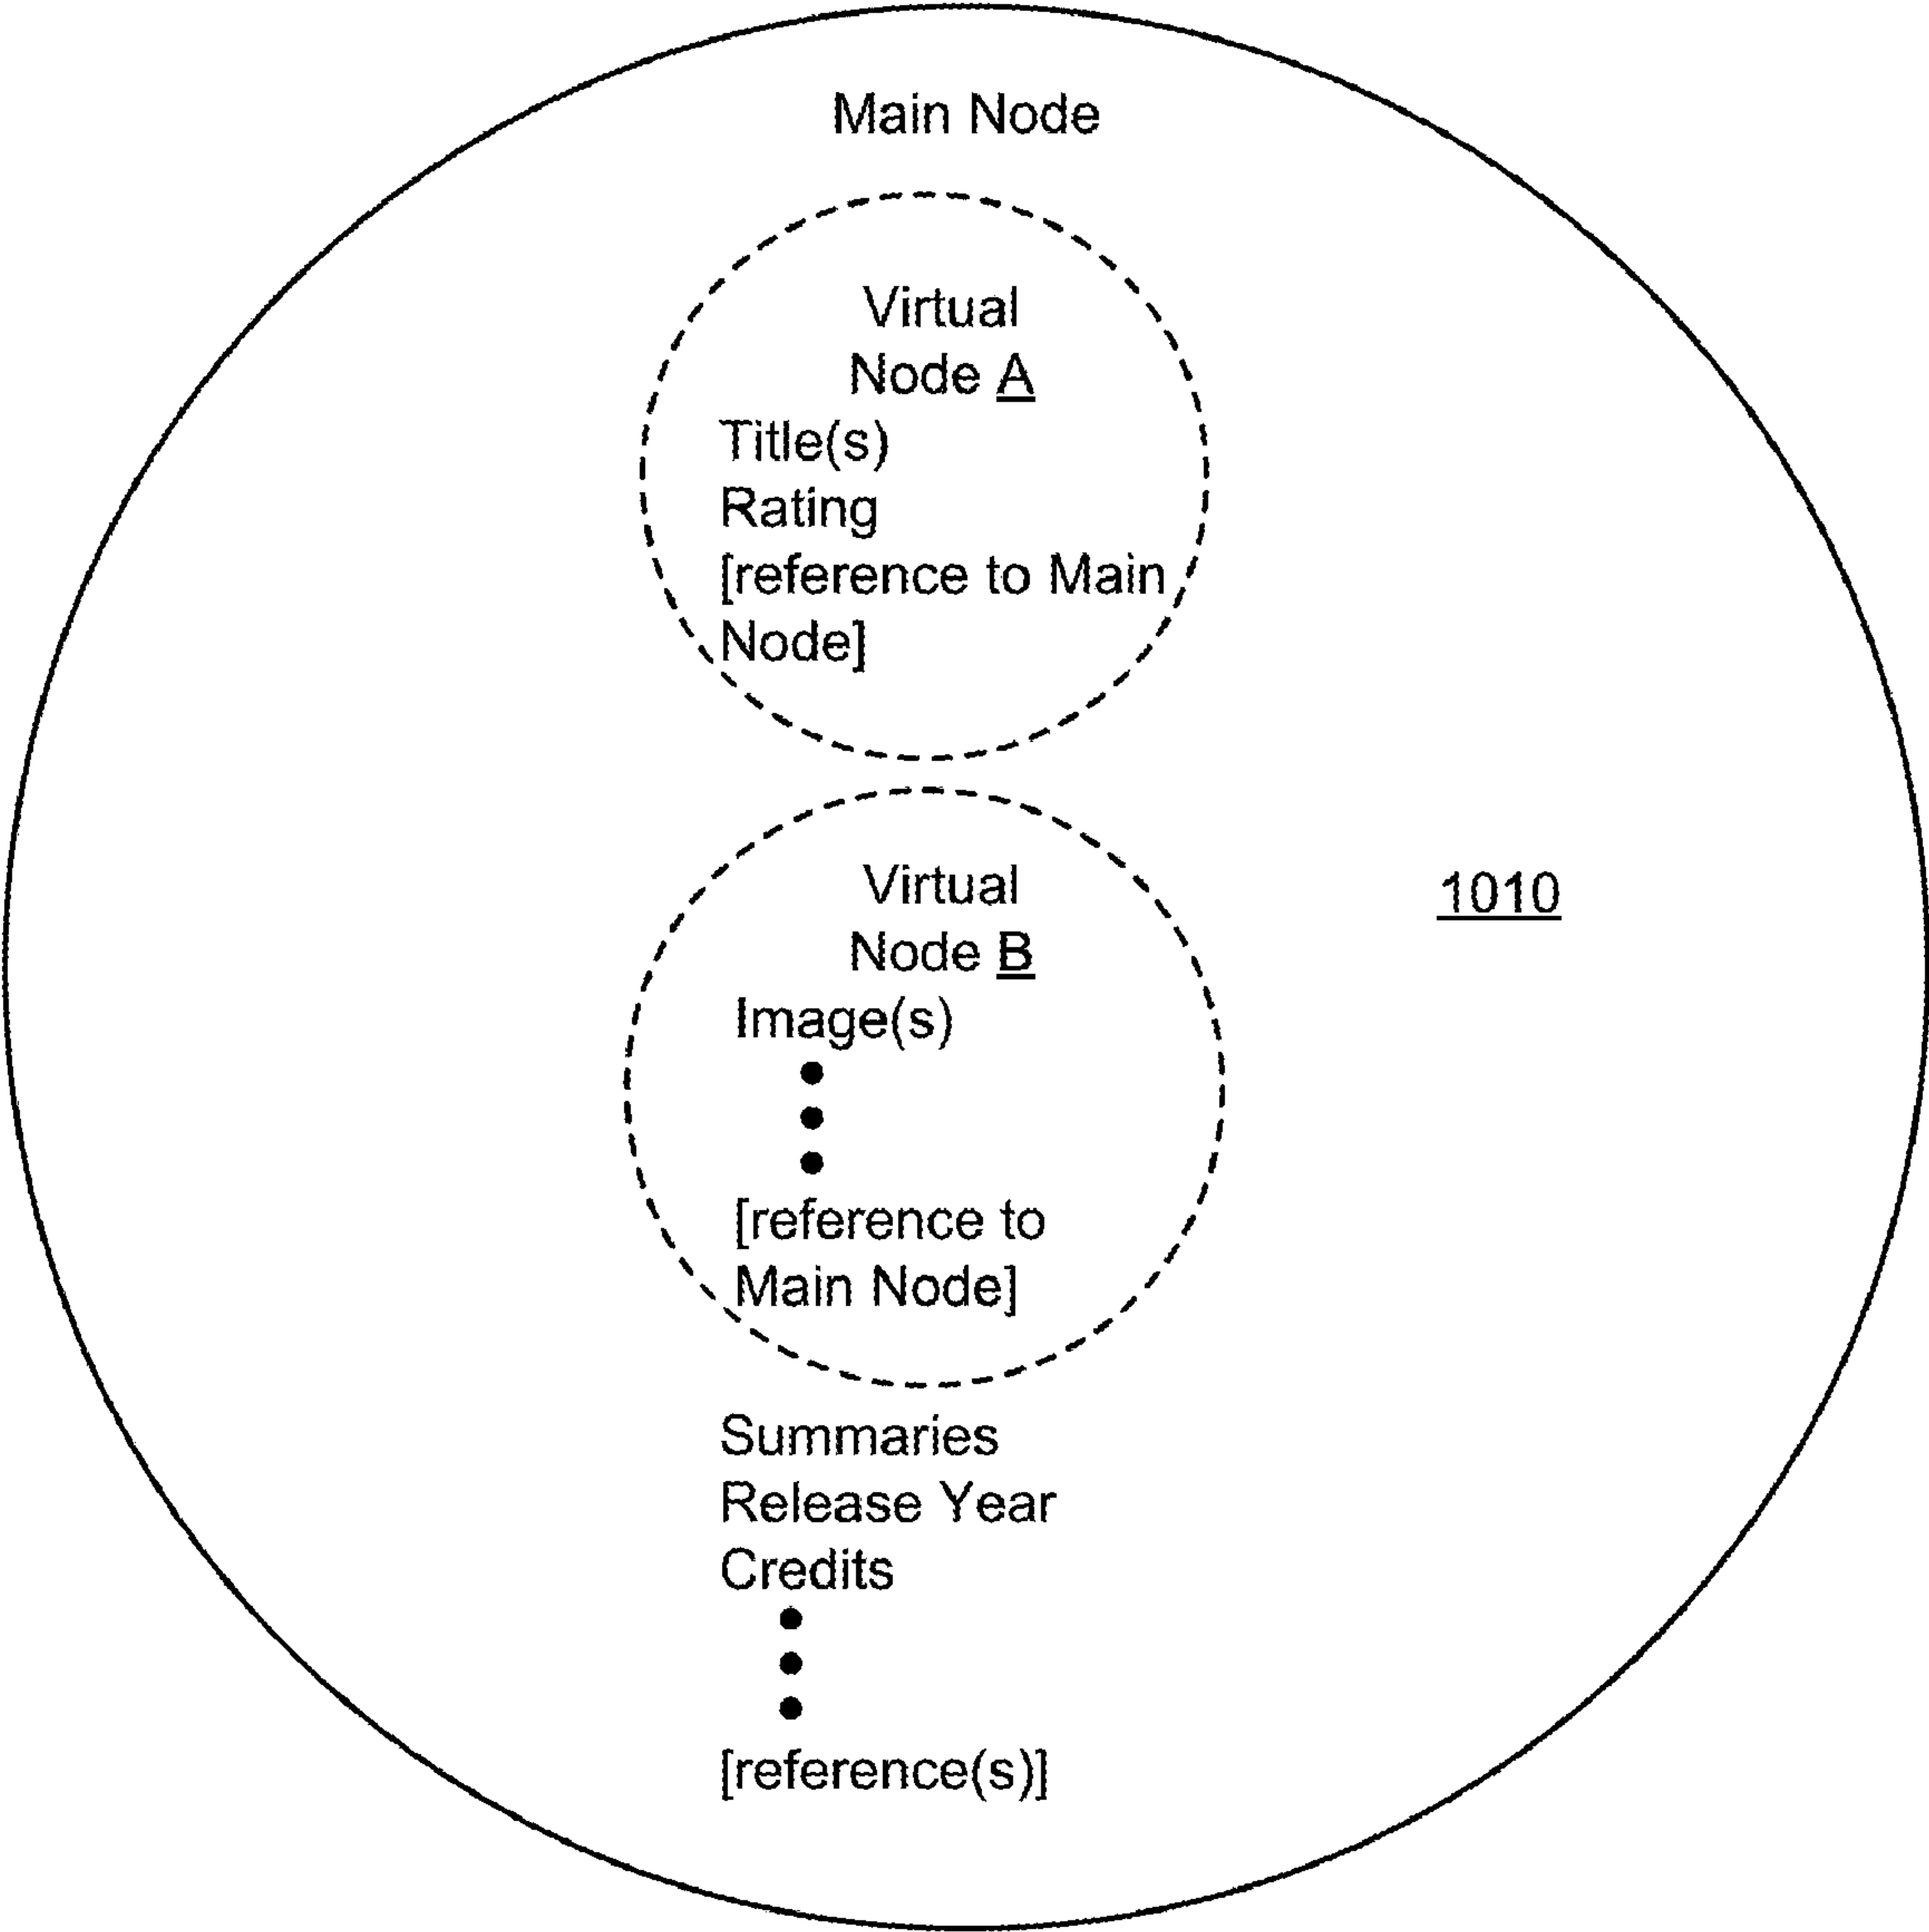 Main Node
Virtual
Node A
Title(s)
Rating
[reference to Main
Node]
Virtual
Node B
Image(s)
[reference to
Main Node]
1010
Summaries
Release Year
Credits
[reference(s)]